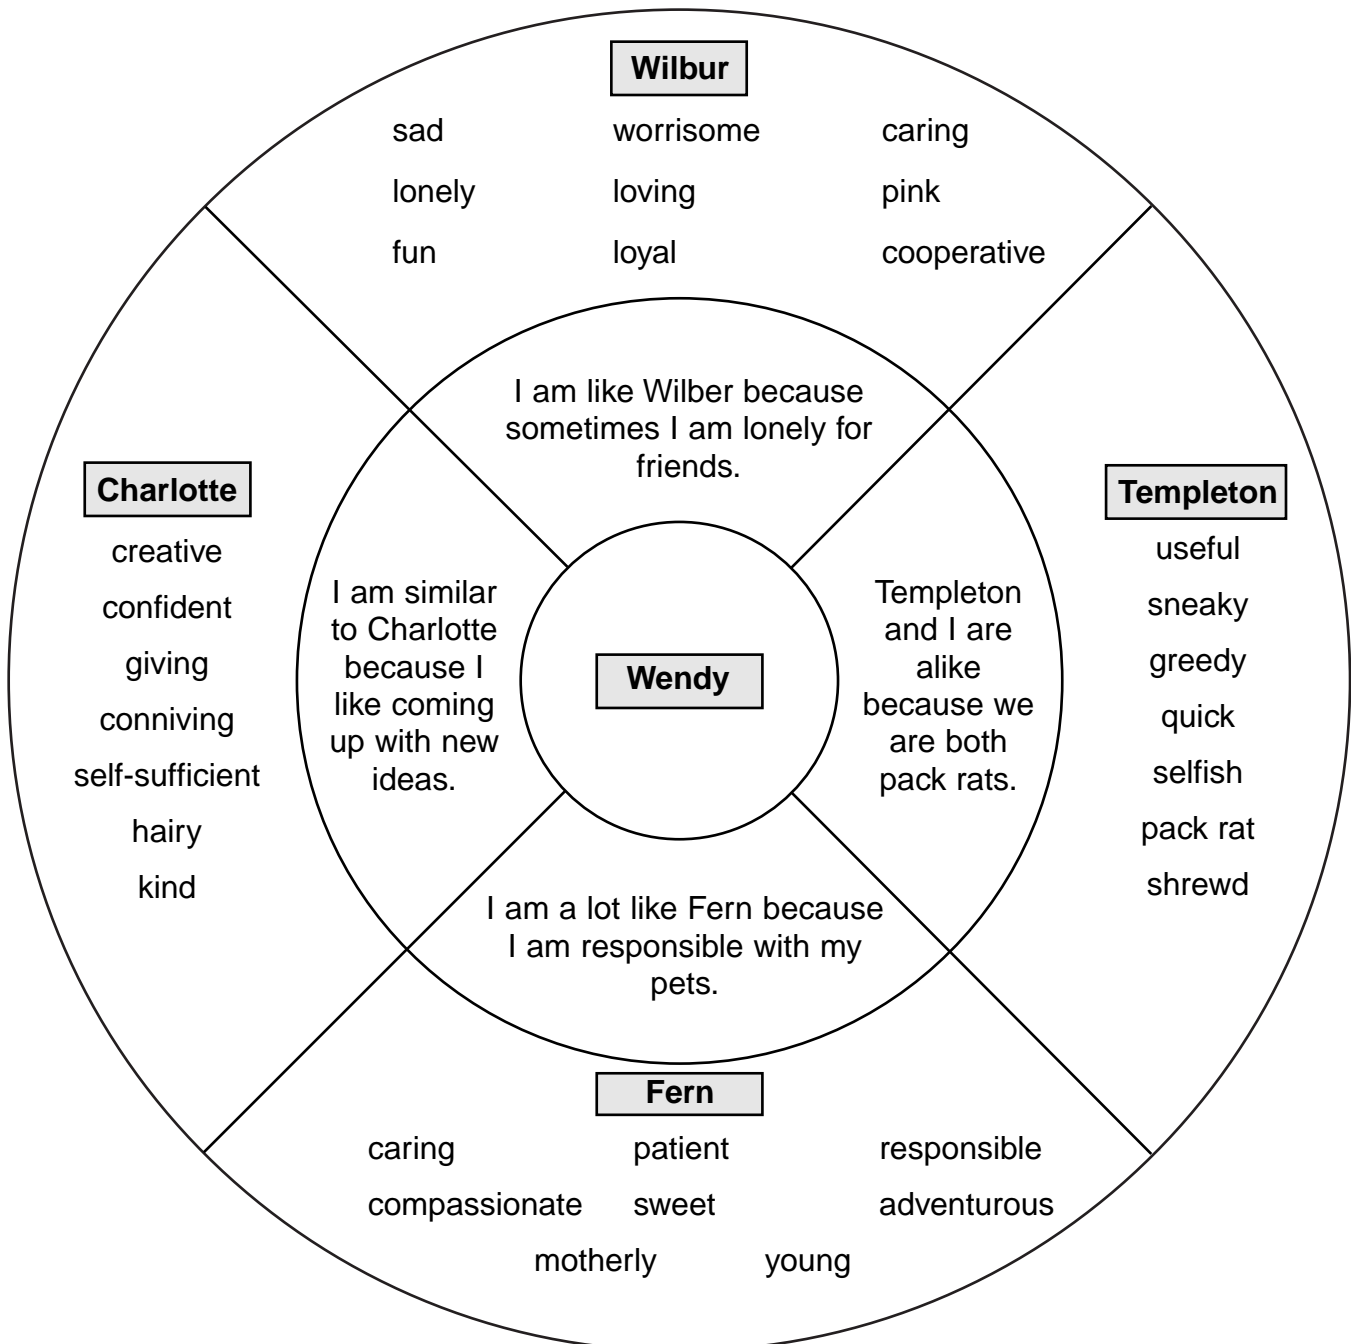 Wilbur
sad worrisome caring
lonely loving pink
fun loyal cooperative
I am like Wilber because
sometimes I am lonely for
friends.
Charlotte
creative
confident
giving
conniving
self-sufficient
hairy
kind
I am similar
to Charlotte
because I
like coming
up with new
ideas.
Wendy
Templeton
and I are
alike
because we
are both
pack rats.
Templeton
useful
sneaky
greedy
quick
selfish
pack rat
shrewd
I am a lot like Fern because
I am responsible with my
pets.
Fern
caring patient responsible
compassionate sweet adventurous
motherly young